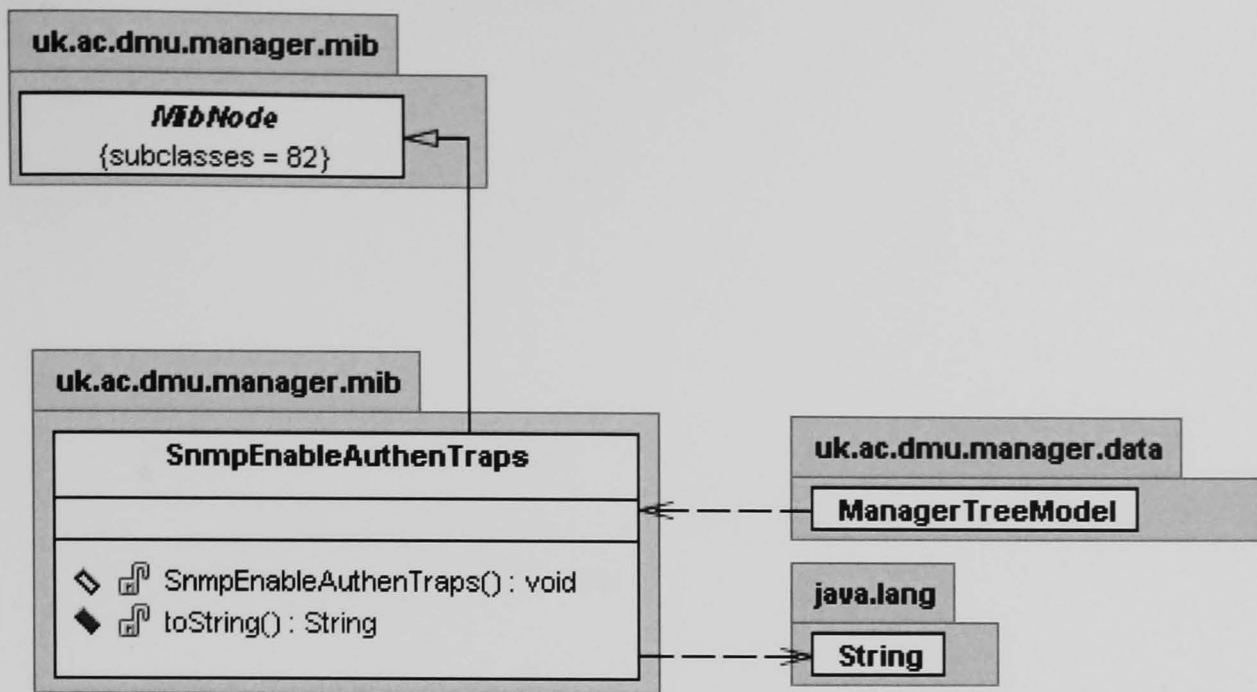 uk.ac.dmu.manager.mib
MibNode
{subclasses = 82}
uk.ac.dmu.manager.mib
SnmpEnableAuthenTraps
uk.ac.dmu.manager.data
ManagerTreeModel
SnmpEnableAuthenTraps() : void
toString() : String
java.lang
String